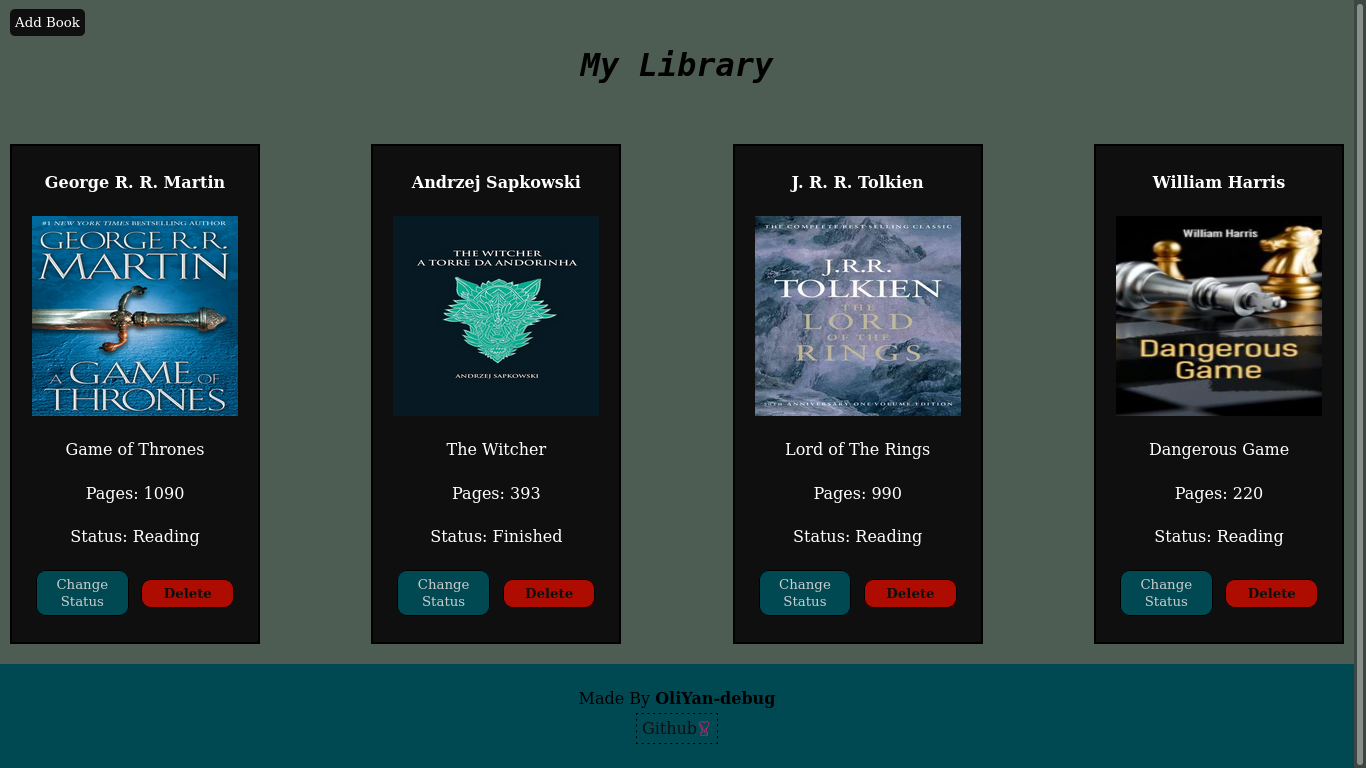 Add Book
My Library
George R. R. Martin
#1 NEW YORK TIMES BESTSELLING AUTHOR
GEORGE R.R.
MARTIN
A GAME OF
THRONES
Game of Thrones
Pages: 1090
Status: Reading
Change
Status
Delete
Andrzej Sapkowski
THE WITCHER
A TORRE DA ANDORINHA
ANDRZEJ SAPKOWSKI
The Witcher
Pages: 393
Status: Finished
Change
Status
Delete
J. R. R. Tolkien
THE COMPLETE BEST-SELLING CLASSIC
J.R.R.
TOLKIEN
THE
LORD
OF THE
RINGS
50TH ANNIVERSARY ONE-VOLUME EDITION
Lord of The Rings
Pages: 990
Status: Reading
Change
Status
Delete
William Harris
William Harris
Dangerous
Game
Dangerous Game
Pages: 220
Status: Reading
Change
Status
Delete
Made By OliYan-debug
Github